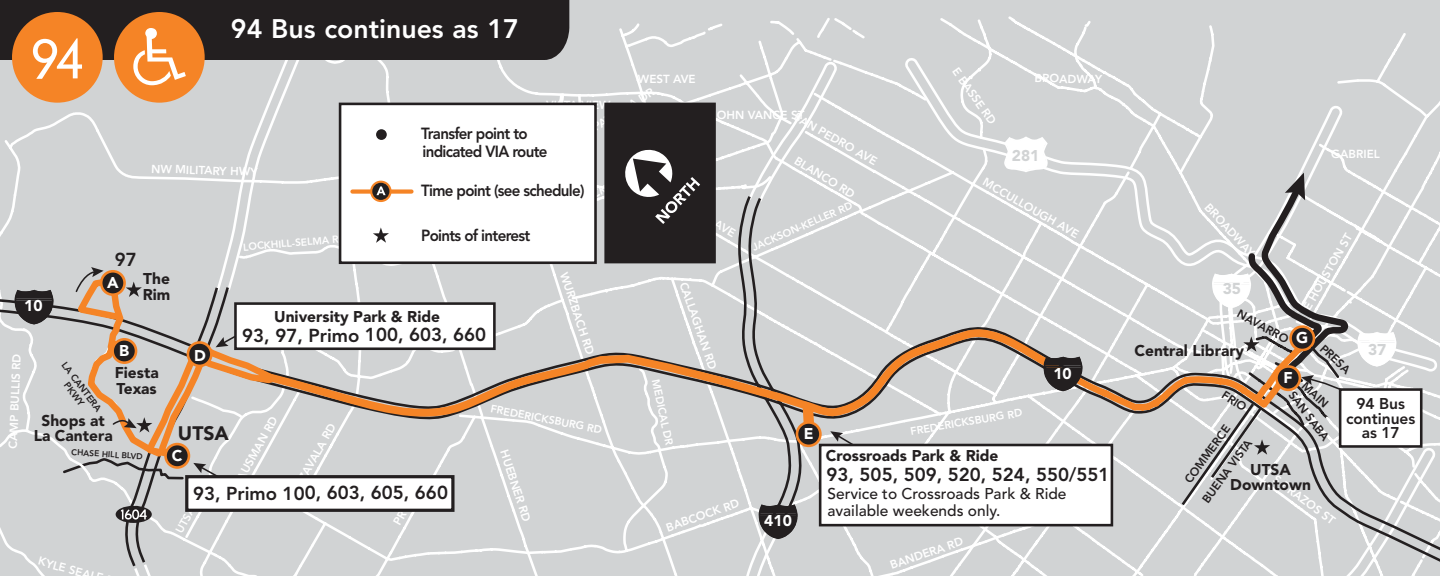 94 Bus continues as 17
94
WEST AVE
BROADWAY
E BASSE RD
Transfer point to
indicated VIA route
A
Time point (see schedule)
Points of interest
NORTH
SAN PEDRO AVE
BLANCO RD
JACKSON-KELLER RD
MCCULLOUGH AVE
281
GABRIEL
BROADWAY
E HOUSTON ST
NW MILITARY HWY
LOCKHILL-SELMA R
97
A
The
Rim
10
B
Fiesta
Texas
D
University Park & Ride
93, 97, Primo 100, 603, 660
LA CANTERA
PKWY
CAMP BULLIS RD
Shops at
La Cantera
UTSA
CHASE HILL BLVD
C
93, Primo 100, 603, 605, 660
1604
KYLE SEALE
USMAN RD
AVALA RD
HUEBNER RD
FREDERICKSBURG RD
WURZBACH RD
MEDICAL DR
CALLAGHAN RD
BABCOCK RD
410
E
Crossroads Park & Ride
93, 505, 509, 520, 524, 550/551
Service to Crossroads Park & Ride
available weekends only.
FREDERICKSBURG RD
BANDERA RD
10
35
37
NAVARRO
G
PRESA
Central Library
F
MAIN
SAN SABA
FRIO
94 Bus
continues
as 17
COMMERCE
BUENA VISTA
UTSA
Downtown
RAZOS ST